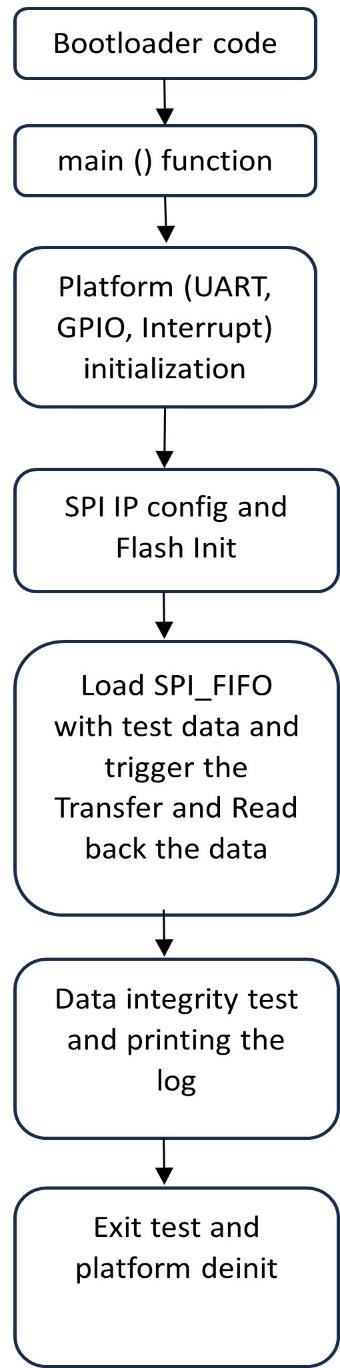 Bootloader code
main () function
Platform (UART,
GPIO, Interrupt)
initialization
SPI IP config and
Flash Init
Load SPI_FIFO
with test data and
trigger the
Transfer and Read
back the data
Data integrity test
and printing the
log
Exit test and
platform deinit